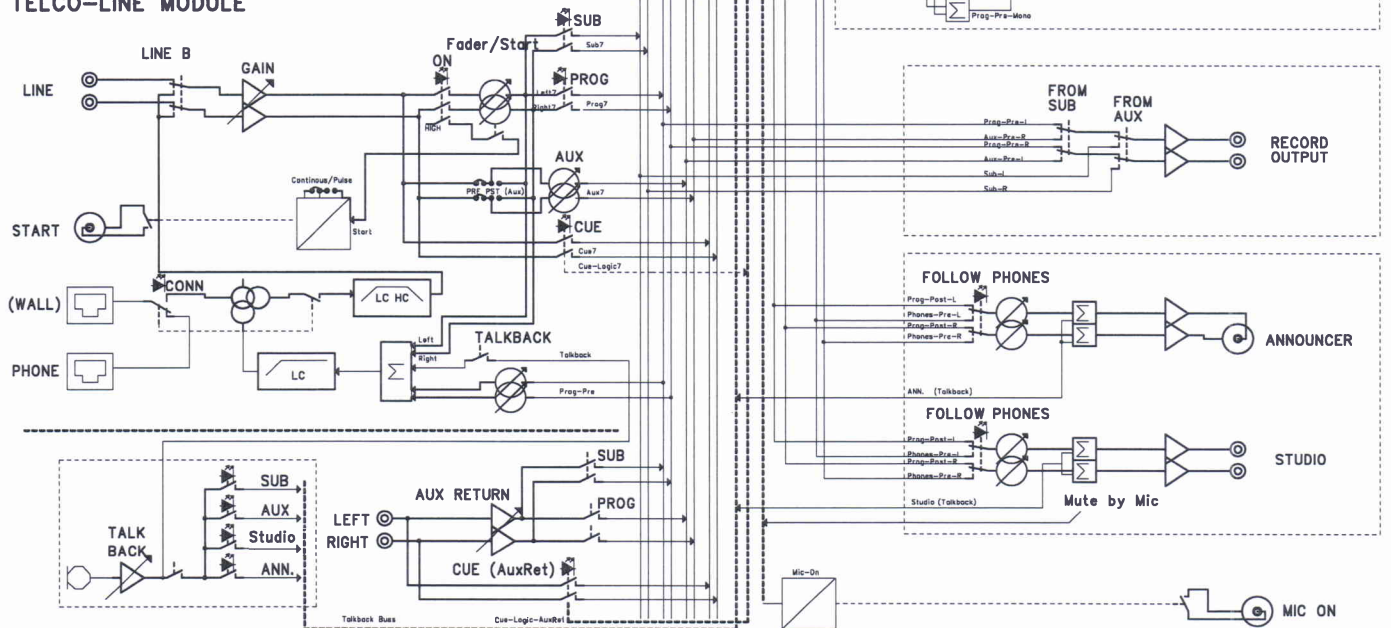 TELCO-LINE MODULE
SUB
Sub7
Prog-Pre-Mono
LINE B
GAIN
Fader/Start
ON
PROG
Left7
Right7
Prog7
LINE
HIGH
FROM SUB
FROM AUX
Prog-Pre-L
Aux-Pre-R
Prog-Pre-R
Aux-Pre-L
Sub-L
Sub-R
RECORD OUTPUT
Continous/Pulse
AUX
PRE PST (Aux)
Aux7
START
Start
CUE
Cue7
Cue-Logic7
(WALL)
CONN
LC HC
FOLLOW PHONES
Prog-Post-L
Phones-Pre-L
Prog-Post-R
Phones-Pre-R
Σ
Σ
ANNOUNCER
ANN. (Talkback)
PHONE
LC
Σ
Left
Right
TALKBACK
Talkback
Prog-Pre
FOLLOW PHONES
Prog-Post-L
Phones-Pre-L
Prog-Post-R
Phones-Pre-R
Σ
Σ
STUDIO
Studio (Talkback)
Mute by Mic
SUB
AUX
Studio
ANN.
TALK BACK
AUX RETURN
LEFT
RIGHT
SUB
PROG
CUE (AuxRet)
Talkback Bues
Cue-Logic-AuxRet
Mic-On
MIC ON